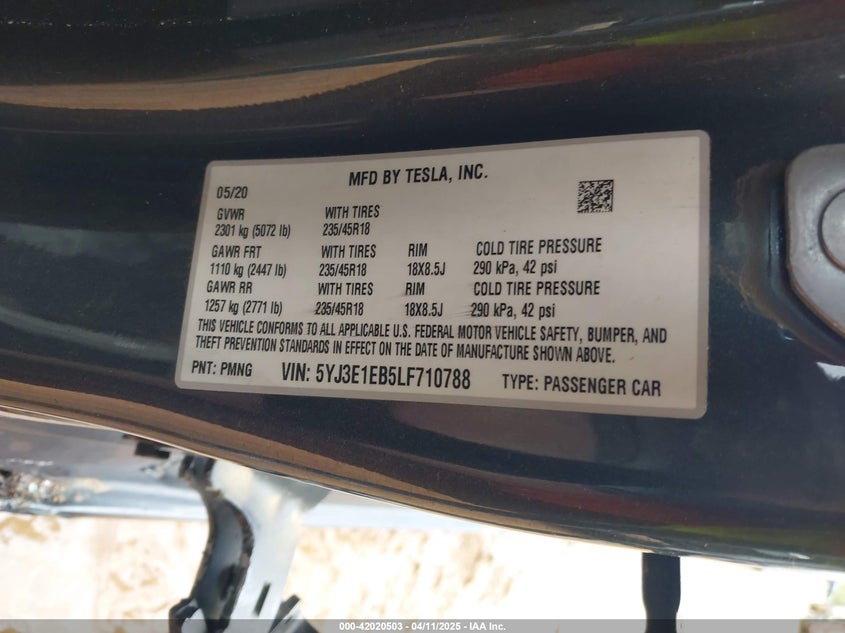 MFD BY TESLA, INC.
05/20
GVWR WITH TIRES
2301 kg (5072 lb) 235/45R18
GAWR FRT WITH TIRES RIM COLD TIRE PRESSURE
1110 kg (2447 lb) 235/45R18 18X8.5J 290 kPa, 42 psi
GAWR RR WITH TIRES RIM COLD TIRE PRESSURE
1257 kg (2771 lb) 235/45R18 18X8.5J 290 kPa, 42 psi
THIS VEHICLE CONFORMS TO ALL APPLICABLE U.S. FEDERAL MOTOR VEHICLE SAFETY, BUMPER, AND
THEFT PREVENTION STANDARDS IN EFFECT ON THE DATE OF MANUFACTURE SHOWN ABOVE.
PNT: PMNG VIN: 5YJ3E1EB5LF710788 TYPE: PASSENGER CAR
000-42020503 - 04/11/2025 - IAA Inc.